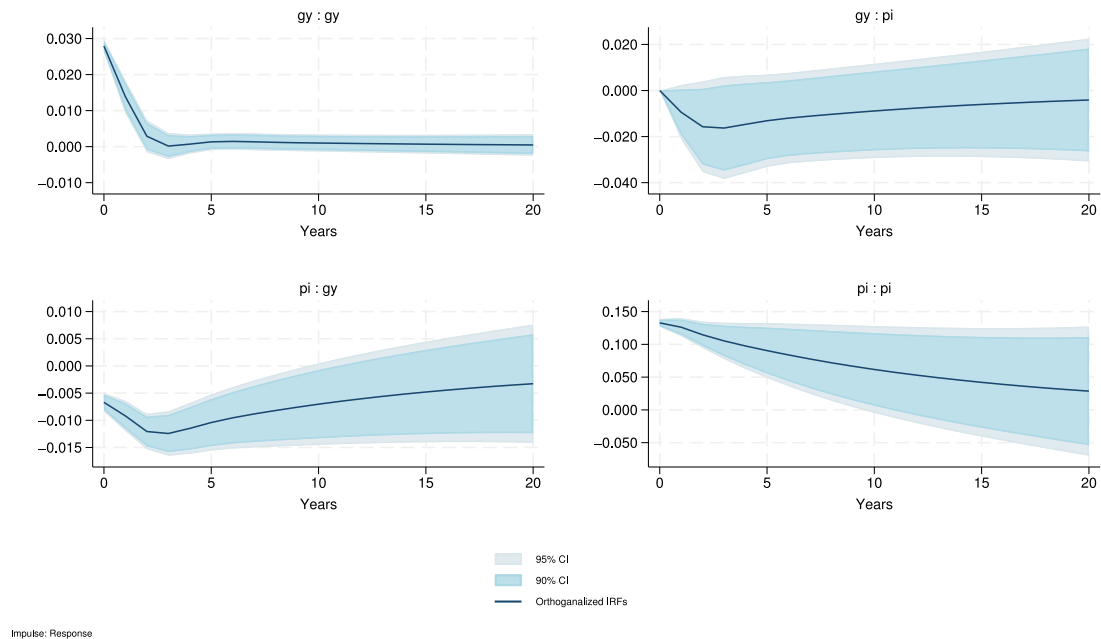 gy : gy
0.030
0.020
0.010
0.000
−0.010
0 5 10 15 20
Years
gy : pi
0.020
0.000
−0.020
−0.040
0 5 10 15 20
Years
pi : gy
0.010
0.005
0.000
−0.005
−0.010
−0.015
0 5 10 15 20
Years
pi : pi
0.150
0.100
0.050
0.000
−0.050
0 5 10 15 20
Years
95% CI
90% CI
Orthoganalized IRFs
Impulse: Response